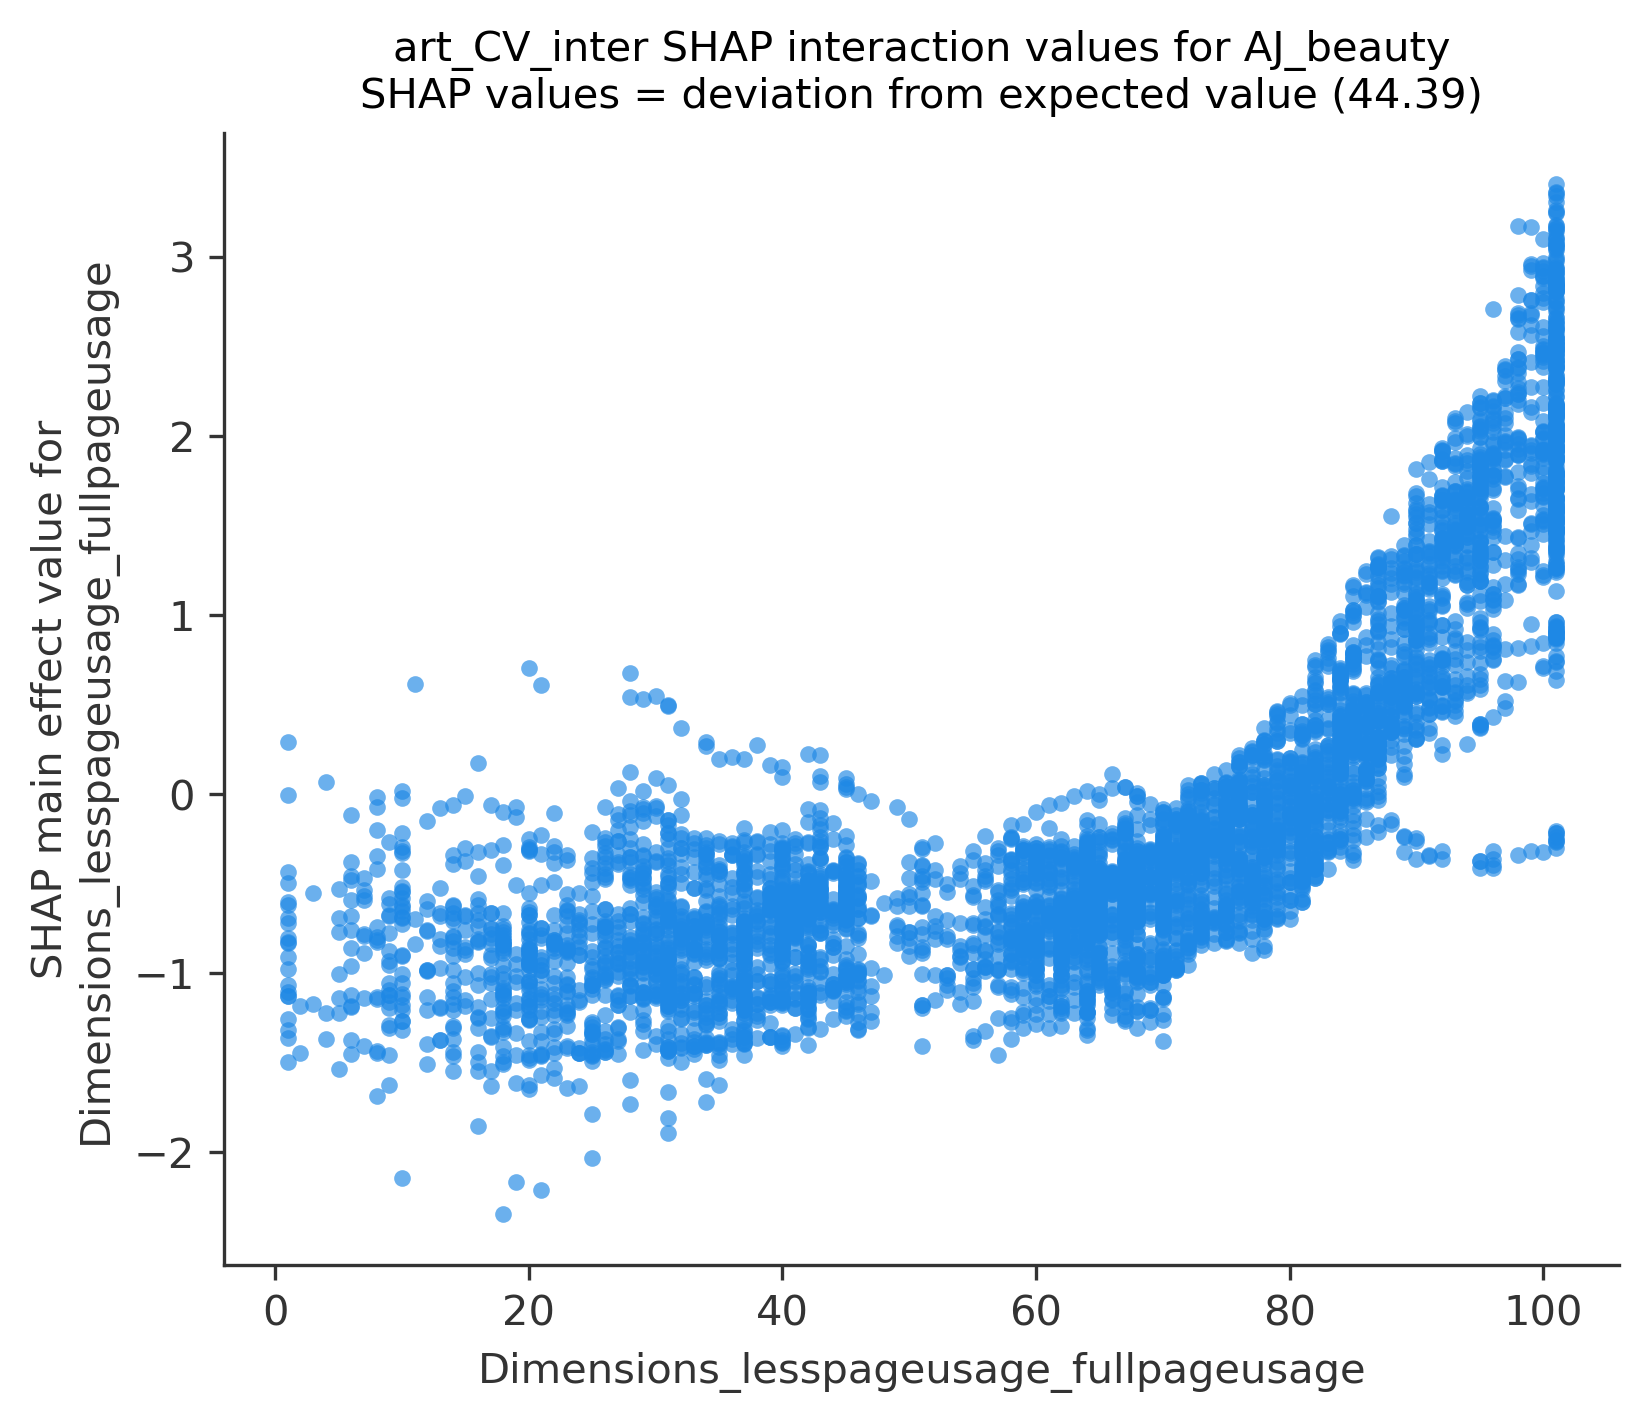 art_CV_inter SHAP interaction values for AJ_beauty
SHAP values = deviation from expected value (44.39)
SHAP main effect value for
Dimensions_lesspageusage_fullpageusage
3
2
1
0
−1
−2
0 20 40 60 80 100
Dimensions_lesspageusage_fullpageusage